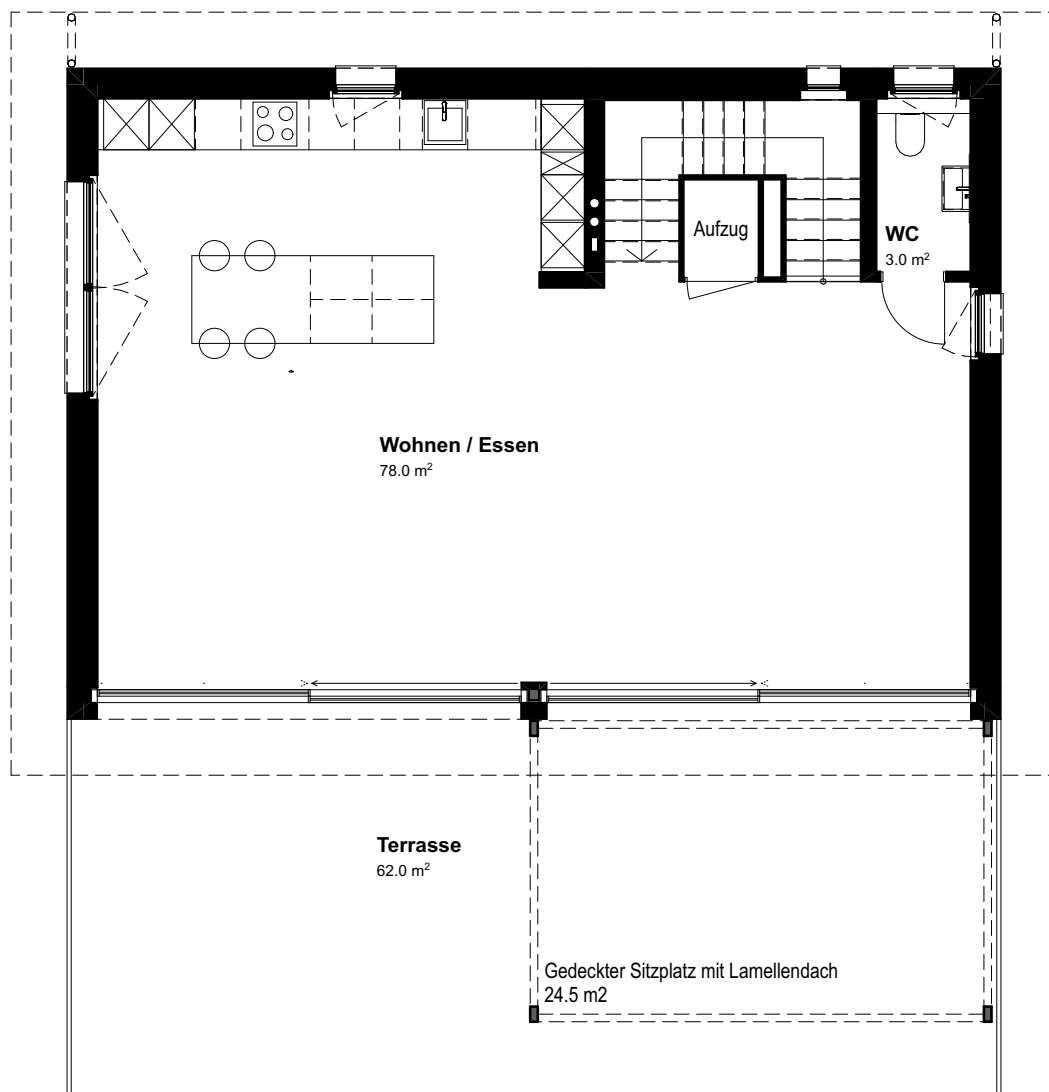 Aufzug
WC
3.0 m²
Wohnen / Essen
78.0 m²
Terrasse
62.0 m²
Gedeckter Sitzplatz mit Lamellendach
24.5 m2